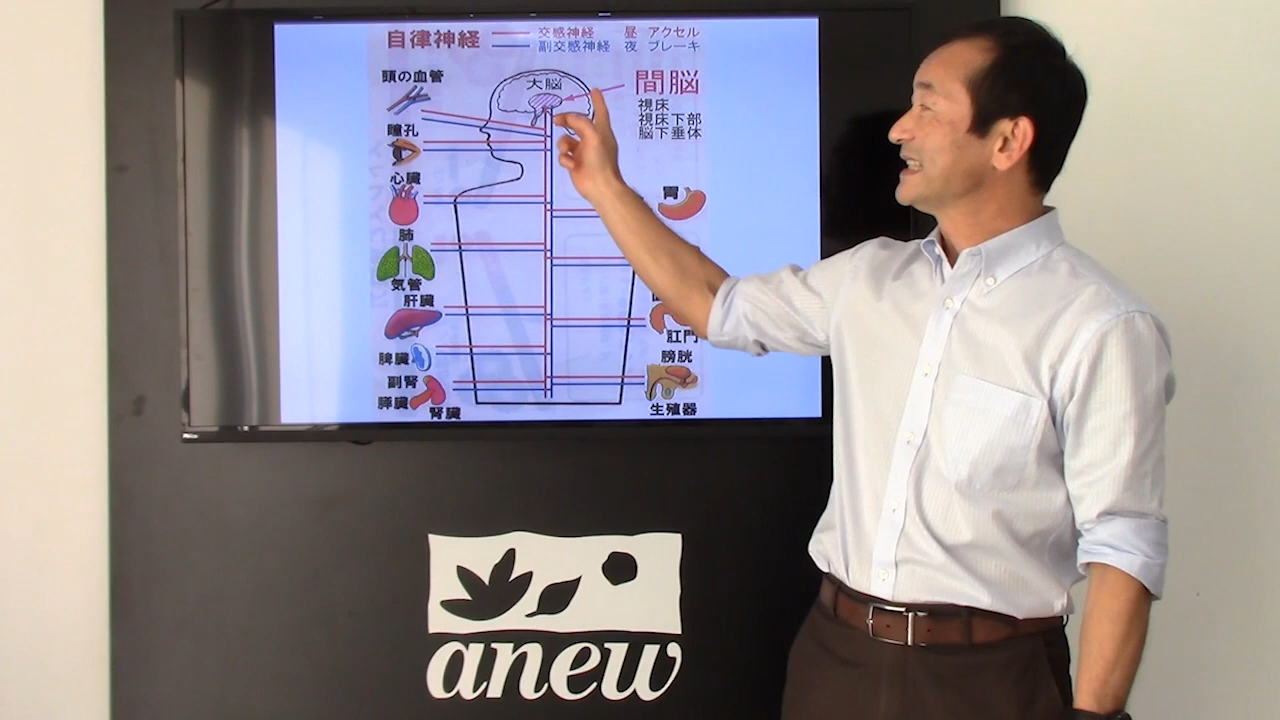 自律神経
交感神経 昼 アクセル
副交感神経 夜 ブレーキ
頭の血管
大脳
間脳
視床
視床下部
脳下垂体
瞳孔
心臓
胃
肺
気管
肝臓
肛門
脾臓
膀胱
副腎
膵臓
腎臓
生殖器
anew